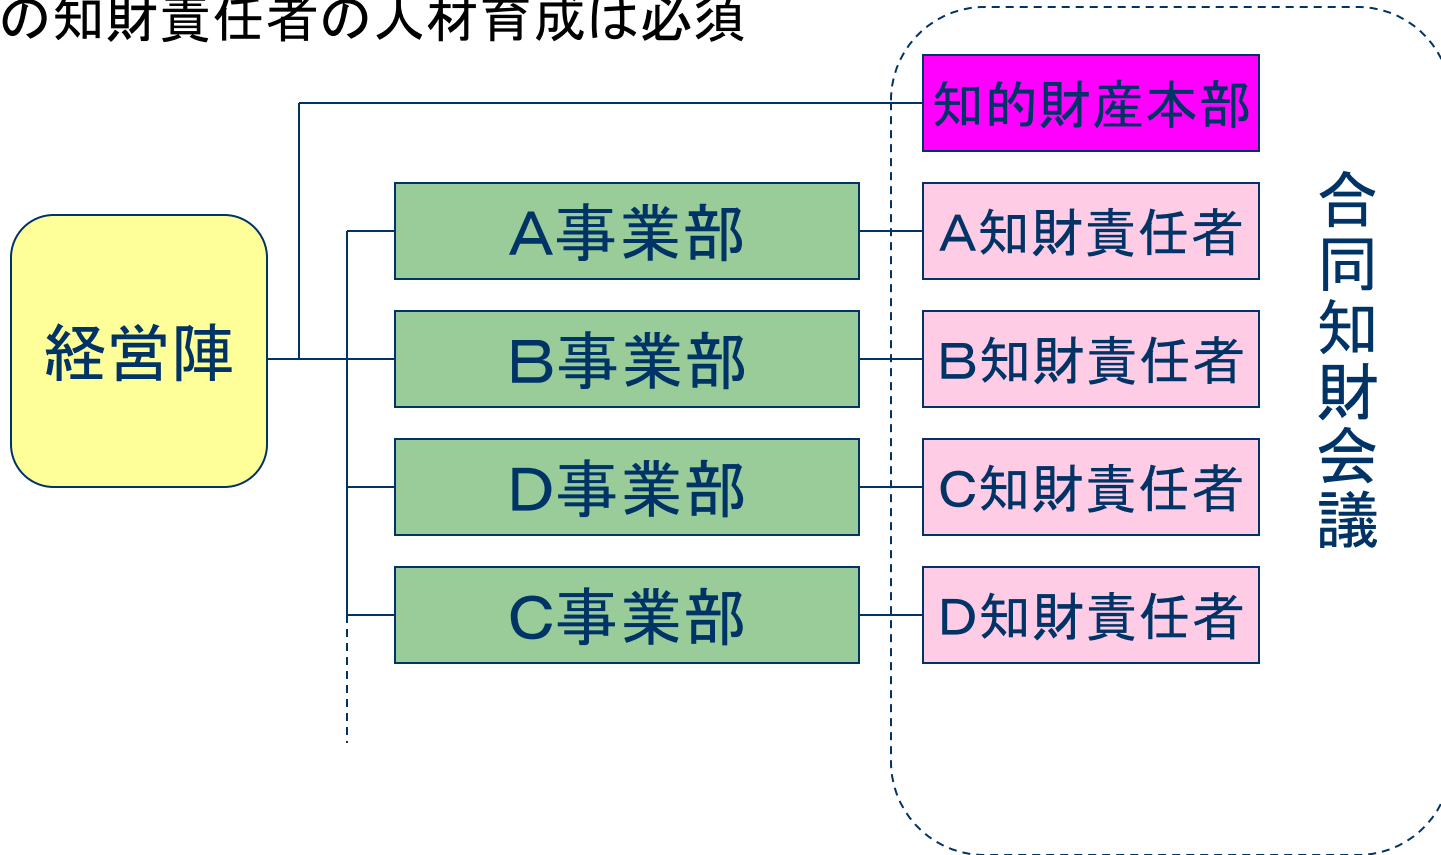 の知財責任者の人材育成は必須
知的財産本部
A事業部
A知財責任者
経営陣
B事業部
B知財責任者
D事業部
C知財責任者
C事業部
D知財責任者
合同知財会議